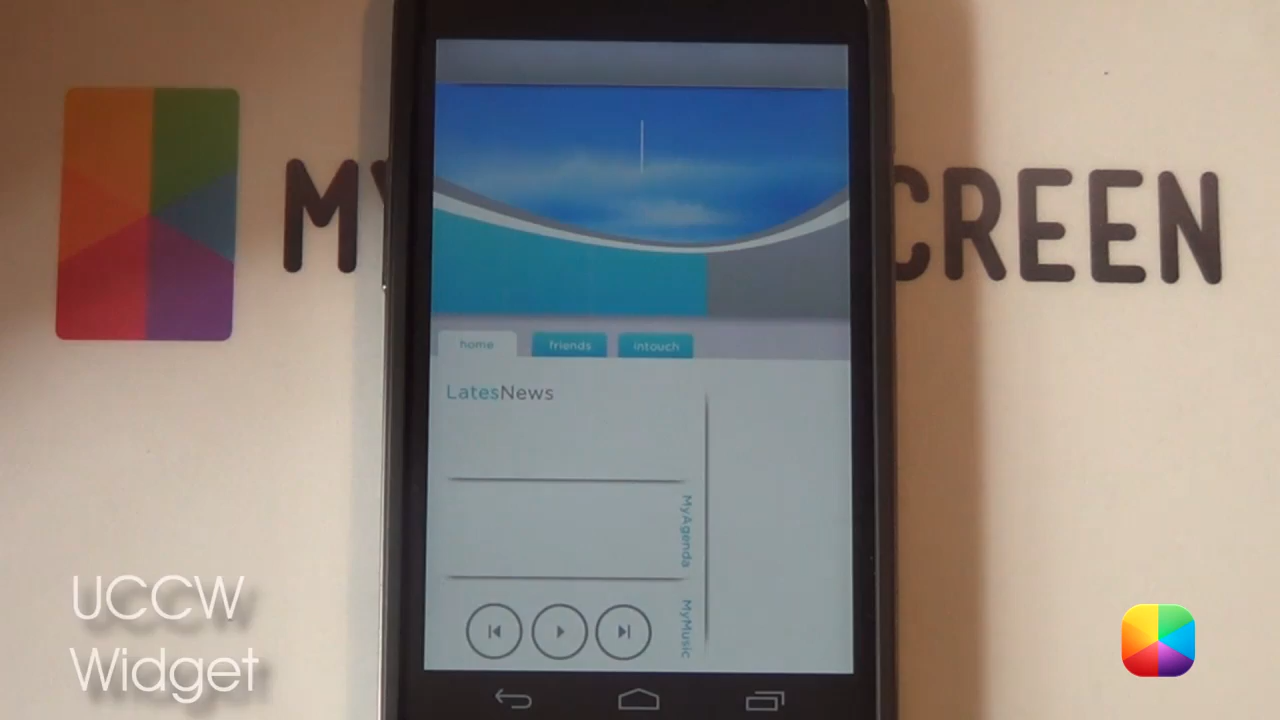 MY
CREEN
home
friends
intouch
LatesNews
MyAgenda
MyMusic
UCCW
Widget